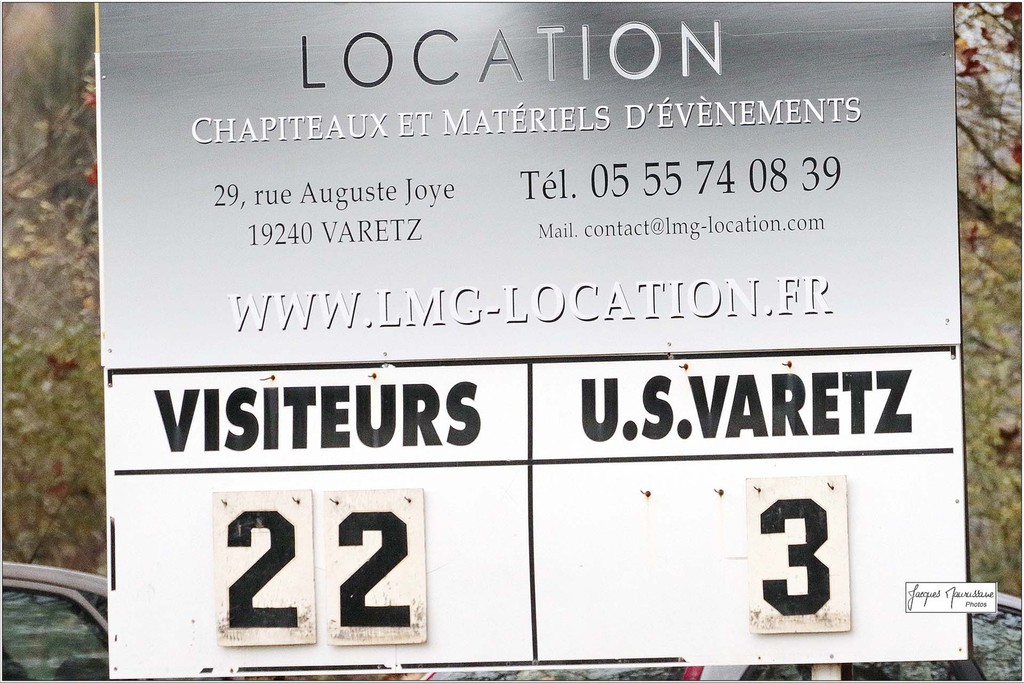 LOCATION
CHAPITEAUX ET MATÉRIELS D'ÉVÈNEMENTS
29, rue Auguste Joye
19240 VARETZ
Tél. 05 55 74 08 39
Mail. contact@lmg-location.com
WWW.LMG-LOCATION.FR
VISITEURS
U.S.VARETZ
22
3
Jacques
Photos